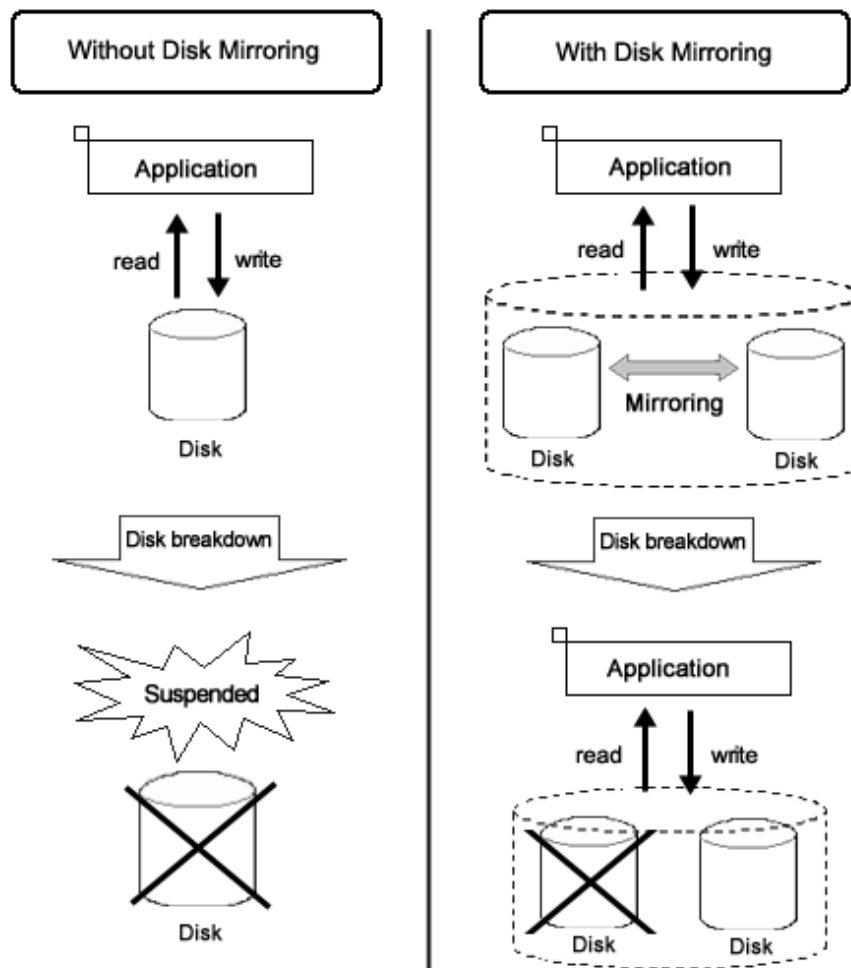 Without Disk Mirroring
Application
read
write
Disk
Disk breakdown
Suspended
Disk
With Disk Mirroring
Application
read
write
Mirroring
Disk
Disk
Disk breakdown
Application
read
write
Disk
Disk